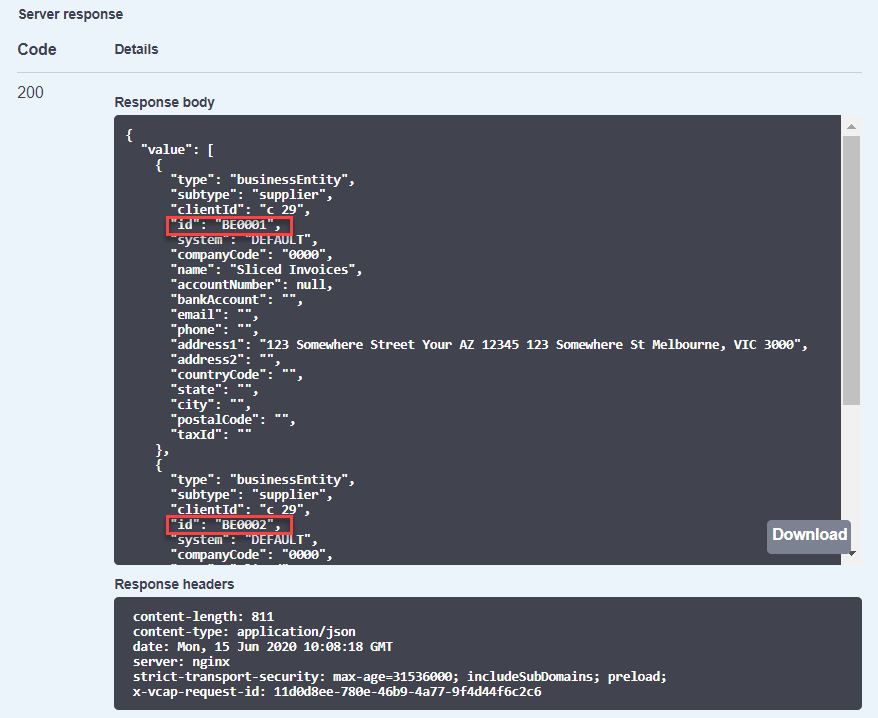 Server response
Code Details
200
Response body
{
"value": [
{
"type": "businessEntity",
"subtype": "supplier",
"clientId": "c_29",
"id": "BE0001",
"system": "DEFAULT",
"companyCode": "0000",
"name": "Sliced Invoices",
"accountNumber": null,
"bankAccount": "",
"email": "",
"phone": "",
"address1": "123 Somewhere Street Your AZ 12345 123 Somewhere St Melbourne, VIC 3000",
"address2": "",
"countryCode": "",
"state": "",
"city": "",
"postalCode": "",
"taxId": ""
},
{
"type": "businessEntity",
"subtype": "supplier",
"clientId": "c_29",
"id": "BE0002",
"system": "DEFAULT",
"companyCode": "0000",
Download
Response headers
content-length: 811
content-type: application/json
date: Mon, 15 Jun 2020 10:08:18 GMT
server: nginx
strict-transport-security: max-age=31536000; includeSubDomains; preload;
x-vcap-request-id: 11d0d8ee-780e-46b9-4a77-9f4d44f6c2c6